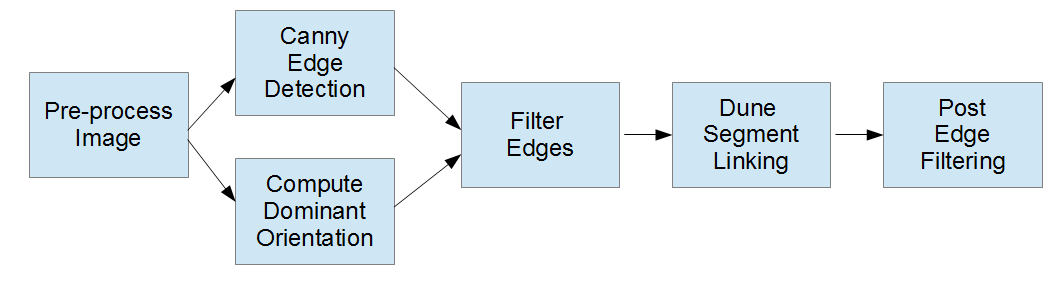 Pre-process
Image
Canny
Edge
Detection
Compute
Dominant
Orientation
Filter
Edges
Dune
Segment
Linking
Post
Edge
Filtering